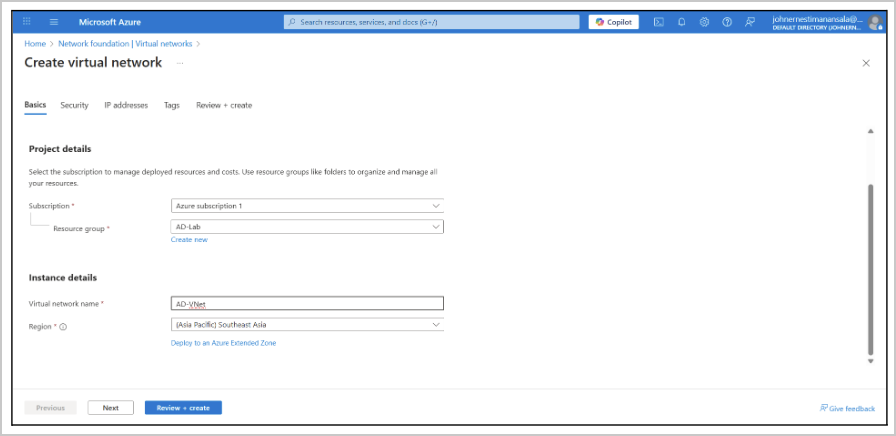 Microsoft Azure
Search resources, services, and docs (G+/)
Copilot
johnernestimanansala@...
DEFAULT DIRECTORY (JOHNERN...
Home > Network foundation | Virtual networks >
Create virtual network ...
Basics Security IP addresses Tags Review + create
Project details
Select the subscription to manage deployed resources and costs. Use resource groups like folders to organize and manage all
your resources.
Subscription * Azure subscription 1
Resource group * AD-Lab
Create new
Instance details
Virtual network name * AD-VNet
Region * (Asia Pacific) Southeast Asia
Deploy to an Azure Extended Zone
Previous Next Review + create Give feedback